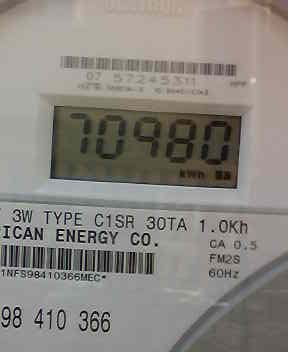 07 57245311
70980
kWh
3W TYPE C1SR 30TA 1.0Kh
RICAN ENERGY CO.
CA 0.5
FM2S
60Hz
1NFS98410366MEC*
98 410 366